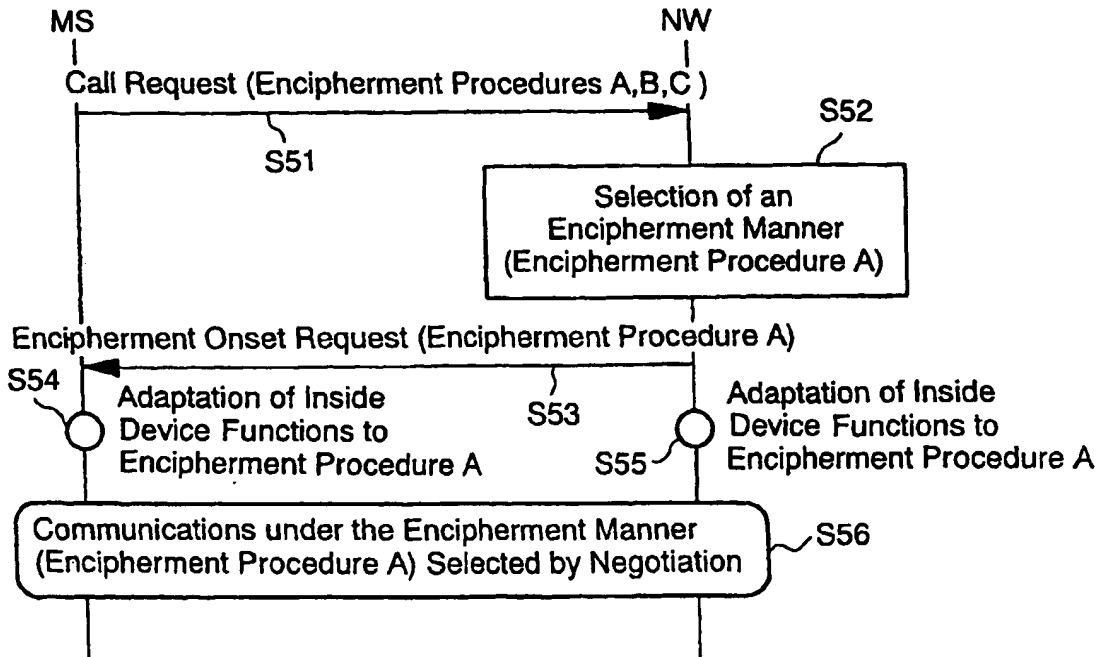 MS
NW
Call Request (Encipherment Procedures A,B,C )
S51
S52
Selection of an
Encipherment Manner
(Encipherment Procedure A)
Encipherment Onset Request (Encipherment Procedure A)
S53
S54
Adaptation of Inside
Device Functions to
Encipherment Procedure A
S55
Adaptation of Inside
Device Functions to
Encipherment Procedure A
Communications under the Encipherment Manner
(Encipherment Procedure A) Selected by Negotiation
S56